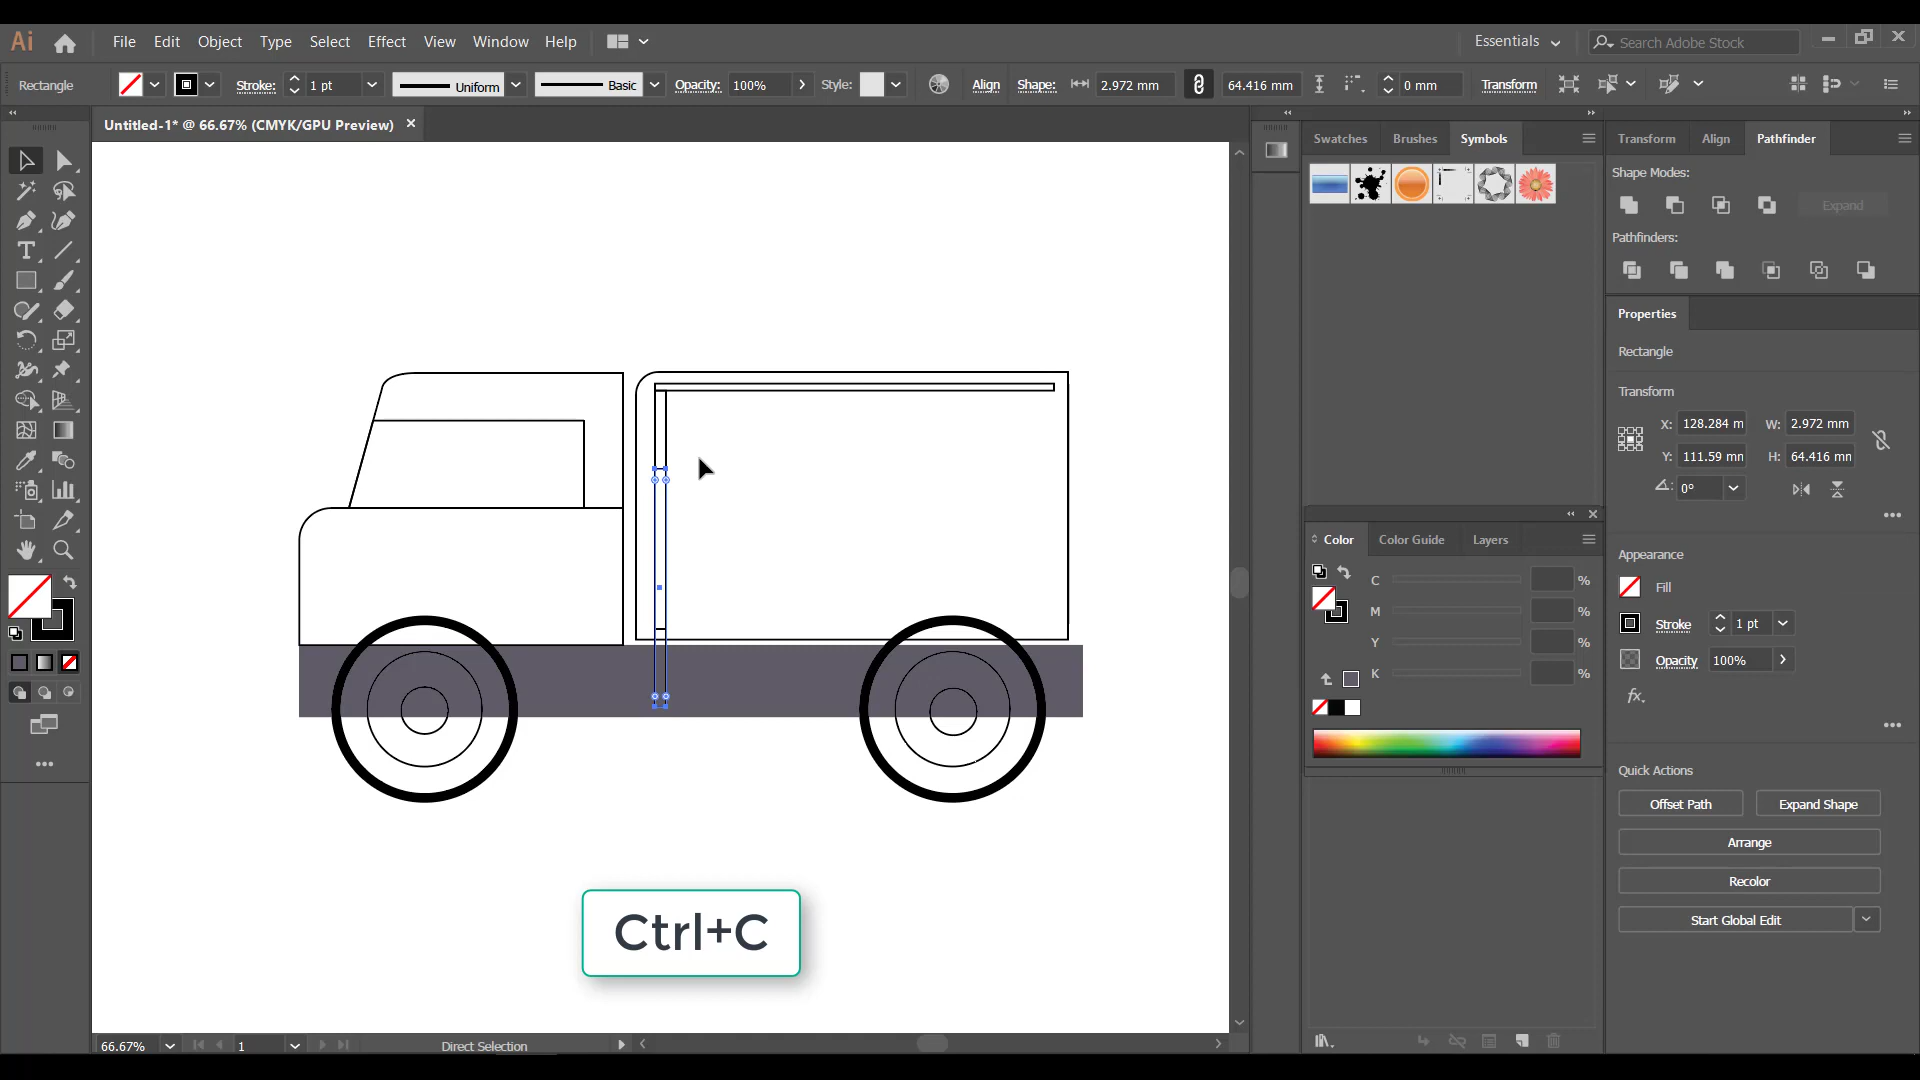 Ai File Edit Object Type Select Effect View Window Help Essentials Search Adobe Stock
Rectangle Stroke: 1 pt Uniform Basic Opacity: 100% Style: Align Shape: 2.972 mm 64.416 mm 0 mm Transform
Untitled-1* @ 66.67% (CMYK/GPU Preview)
Swatches Brushes Symbols
Transform Align Pathfinder
Shape Modes:
Expand
Pathfinders:
Properties
Rectangle
Transform
X: 128.284 m W: 2.972 mm
Y: 111.59 mm H: 64.416 mm
0°
Appearance
Fill
Stroke 1 pt
Opacity 100%
fx.
Quick Actions
Offset Path Expand Shape
Arrange
Recolor
Start Global Edit
Color Color Guide Layers
C %
M %
Y %
K %
Ctrl+C
66.67% 1 Direct Selection